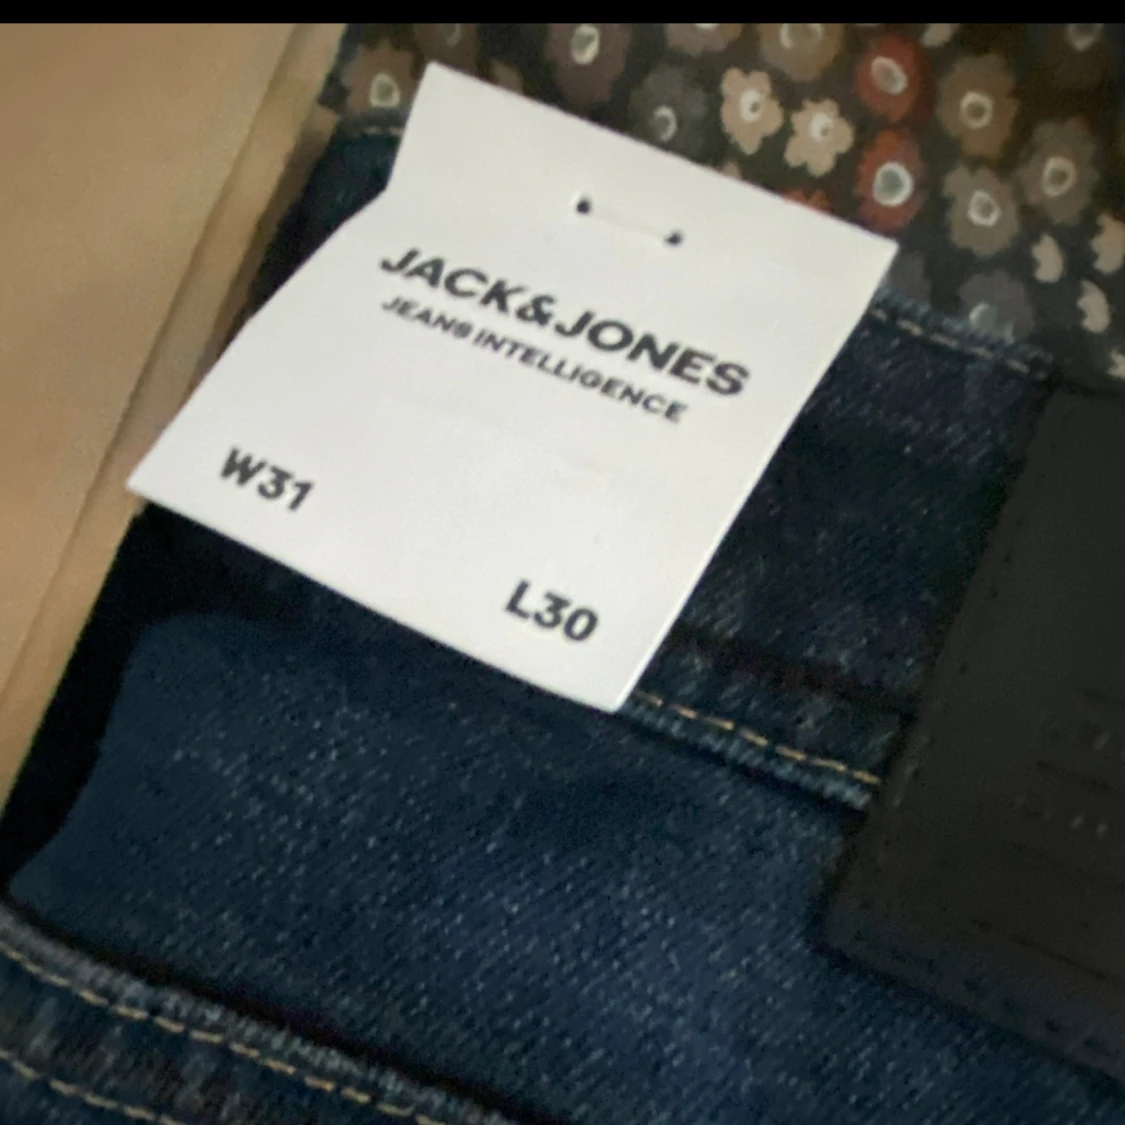 JACK&JONES
JEANS INTELLIGENCE
W31
L30